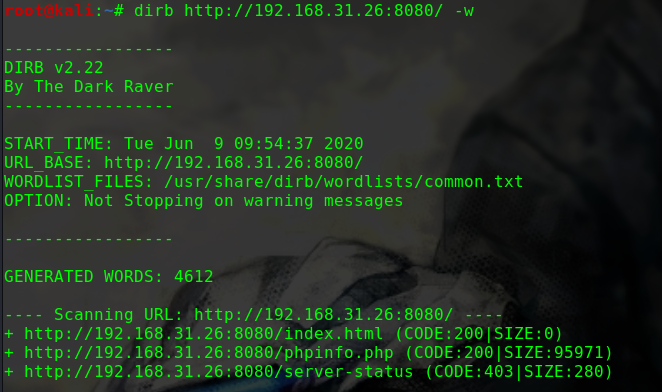 root@kali:~# dirb http://192.168.31.26:8080/ -w
-----------------
DIRB v2.22
By The Dark Raver
-----------------
START_TIME: Tue Jun  9 09:54:37 2020
URL_BASE: http://192.168.31.26:8080/
WORDLIST_FILES: /usr/share/dirb/wordlists/common.txt
OPTION: Not Stopping on warning messages
-----------------
GENERATED WORDS: 4612
---- Scanning URL: http://192.168.31.26:8080/ ----
+ http://192.168.31.26:8080/index.html (CODE:200|SIZE:0)
+ http://192.168.31.26:8080/phpinfo.php (CODE:200|SIZE:95971)
+ http://192.168.31.26:8080/server-status (CODE:403|SIZE:280)